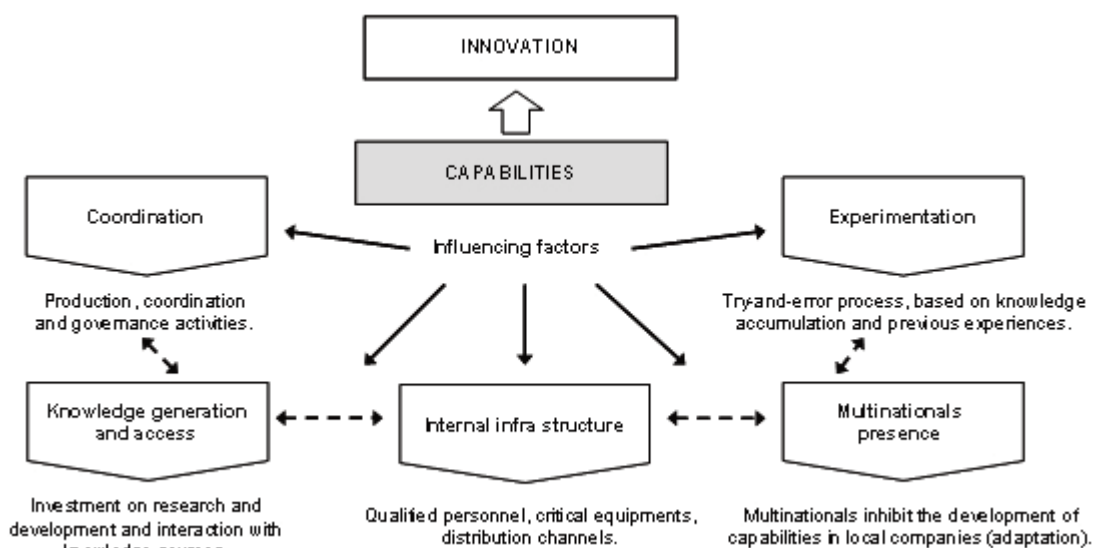 INNOVATION
CAPABILITIES
Coordination
Experimentation
Influencing factors
Production, coordination
and governance activities.
Try-and-error process, based on knowledge
accumulation and previous experiences.
Knowledge generation
and access
Internal infra structure
Multinationals
presence
Investment on research and
development and interaction with
Qualified personnel, critical equipments,
distribution channels.
Multinationals inhibit the development of
capabilities in local companies (adaptation).